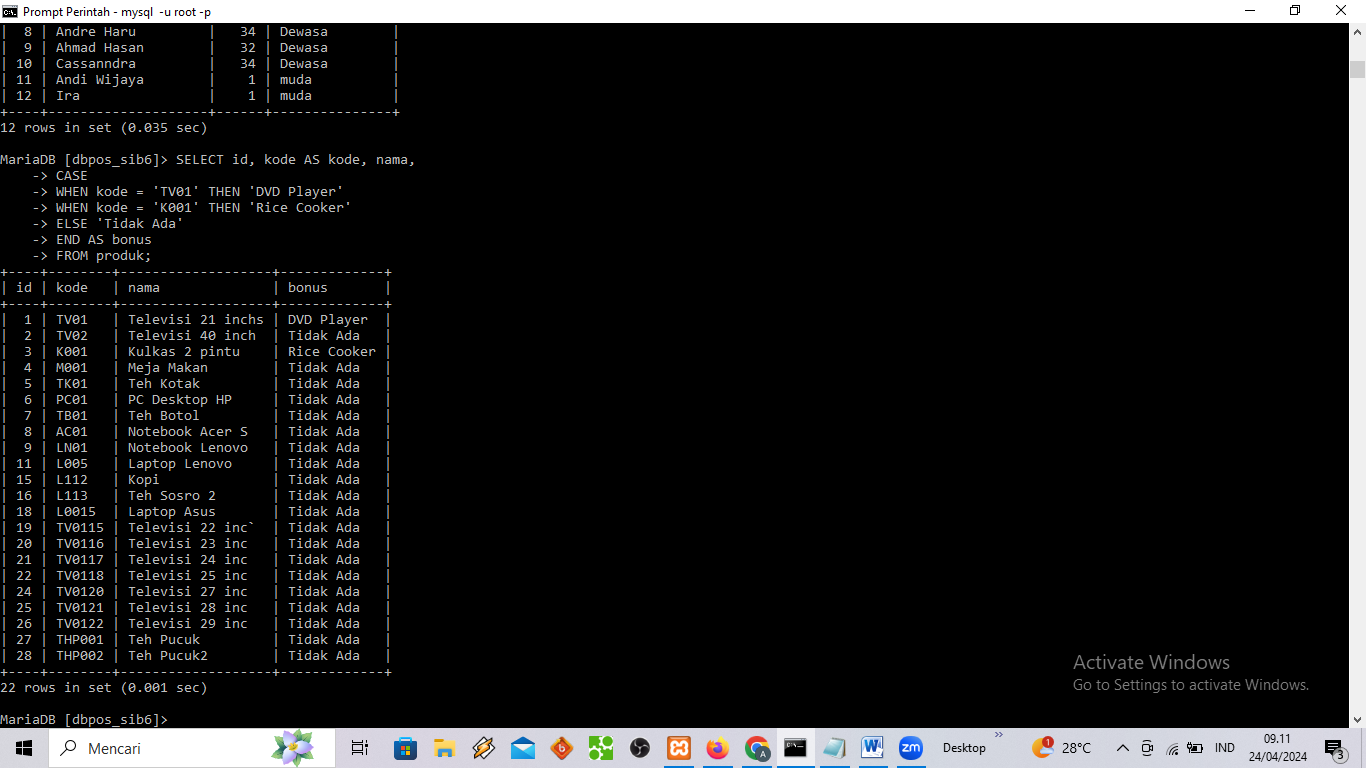 Prompt Perintah - mysql  -u root -p
|  8 | Andre Haru         |   34 | Dewasa        |
|  9 | Ahmad Hasan        |   32 | Dewasa        |
| 10 | Cassanndra         |   34 | Dewasa        |
| 11 | Andi Wijaya        |    1 | muda          |
| 12 | Ira                |    1 | muda          |
+----+--------------------+------+---------------+
12 rows in set (0.035 sec)
MariaDB [dbpos_sib6]> SELECT id, kode AS kode, nama,
    -> CASE
    -> WHEN kode = 'TV01' THEN 'DVD Player'
    -> WHEN kode = 'K001' THEN 'Rice Cooker'
    -> ELSE 'Tidak Ada'
    -> END AS bonus
    -> FROM produk;
+----+--------+-------------------+-------------+
| id | kode   | nama              | bonus       |
+----+--------+-------------------+-------------+
|  1 | TV01   | Televisi 21 inchs | DVD Player  |
|  2 | TV02   | Televisi 40 inch  | Tidak Ada   |
|  3 | K001   | Kulkas 2 pintu    | Rice Cooker |
|  4 | M001   | Meja Makan        | Tidak Ada   |
|  5 | TK01   | Teh Kotak         | Tidak Ada   |
|  6 | PC01   | PC Desktop HP     | Tidak Ada   |
|  7 | TB01   | Teh Botol         | Tidak Ada   |
|  8 | AC01   | Notebook Acer S   | Tidak Ada   |
|  9 | LN01   | Notebook Lenovo   | Tidak Ada   |
| 11 | L005   | Laptop Lenovo     | Tidak Ada   |
| 15 | L112   | Kopi              | Tidak Ada   |
| 16 | L113   | Teh Sosro 2       | Tidak Ada   |
| 18 | L0015  | Laptop Asus       | Tidak Ada   |
| 19 | TV0115 | Televisi 22 inc`  | Tidak Ada   |
| 20 | TV0116 | Televisi 23 inc   | Tidak Ada   |
| 21 | TV0117 | Televisi 24 inc   | Tidak Ada   |
| 22 | TV0118 | Televisi 25 inc   | Tidak Ada   |
| 24 | TV0120 | Televisi 27 inc   | Tidak Ada   |
| 25 | TV0121 | Televisi 28 inc   | Tidak Ada   |
| 26 | TV0122 | Televisi 29 inc   | Tidak Ada   |
| 27 | THP001 | Teh Pucuk         | Tidak Ada   |
| 28 | THP002 | Teh Pucuk2        | Tidak Ada   |
+----+--------+-------------------+-------------+
22 rows in set (0.001 sec)
MariaDB [dbpos_sib6]>
Activate Windows
Go to Settings to activate Windows.
Mencari
A
zm
Desktop
1
28°C
IND
09.11
24/04/2024
3